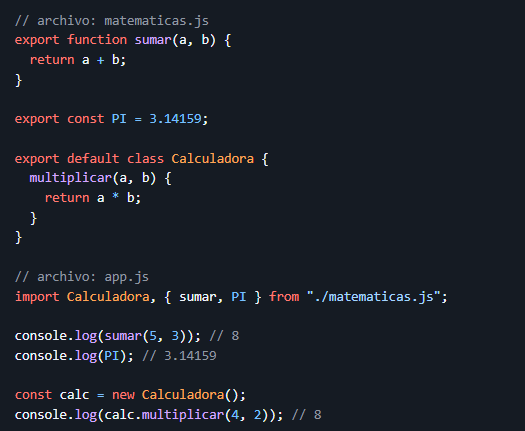 // archivo: matematicas.js
export function sumar(a, b) {
  return a + b;
}

export const PI = 3.14159;

export default class Calculadora {
  multiplicar(a, b) {
    return a * b;
  }
}

// archivo: app.js
import Calculadora, { sumar, PI } from "./matematicas.js";

console.log(sumar(5, 3)); // 8
console.log(PI); // 3.14159

const calc = new Calculadora();
console.log(calc.multiplicar(4, 2)); // 8